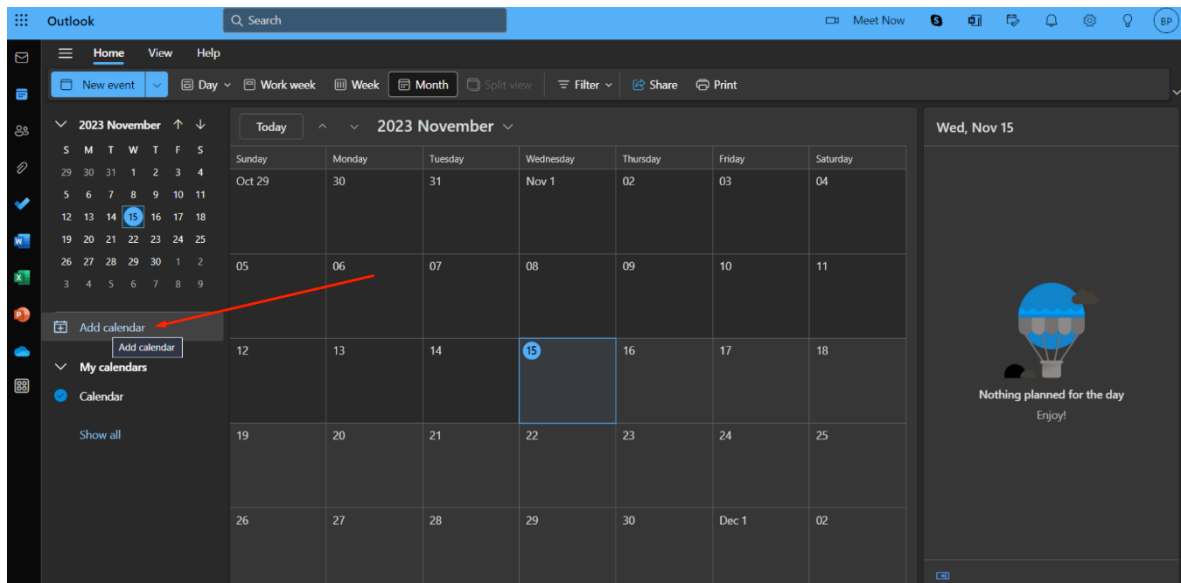 Outlook
Search
Meet Now
BP
Home View Help
New event Day Work week Week Month Split view Filter Share Print
2023 November
S M T W T F S
29 30 31 1 2 3 4
5 6 7 8 9 10 11
12 13 14 15 16 17 18
19 20 21 22 23 24 25
26 27 28 29 30 1 2
3 4 5 6 7 8 9
Add calendar
Add calendar
My calendars
Calendar
Show all
Today 2023 November
Sunday Monday Tuesday Wednesday Thursday Friday Saturday
Oct 29 30 31 Nov 1 02 03 04
05 06 07 08 09 10 11
12 13 14 15 16 17 18
19 20 21 22 23 24 25
26 27 28 29 30 Dec 1 02
Wed, Nov 15
Nothing planned for the day
Enjoy!